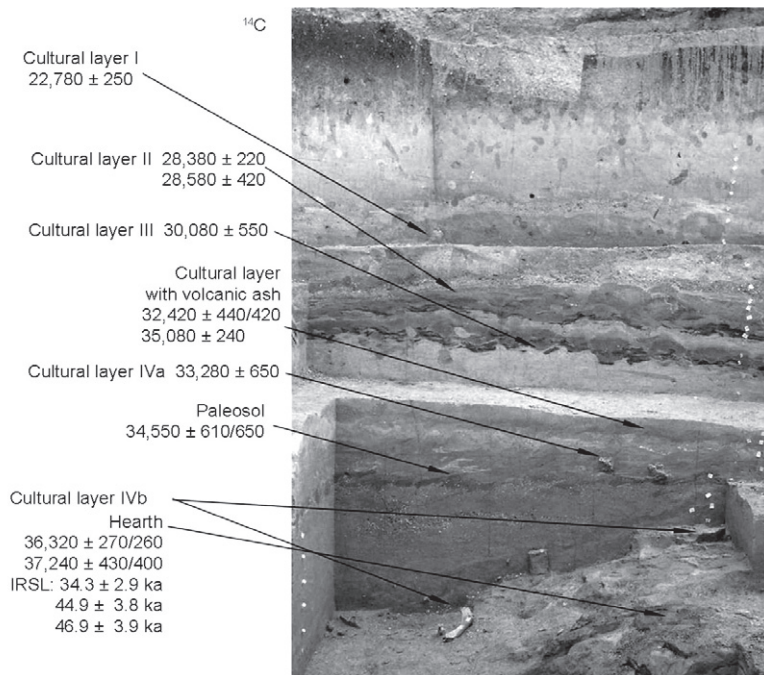 ¹⁴C
Cultural layer I
22,780 ± 250
Cultural layer II 28,380 ± 220
28,580 ± 420
Cultural layer III 30,080 ± 550
Cultural layer
with volcanic ash
32,420 ± 440/420
35,080 ± 240
Cultural layer IVa 33,280 ± 650
Paleosol
34,550 ± 610/650
Cultural layer IVb
Hearth
36,320 ± 270/260
37,240 ± 430/400
IRSL: 34.3 ± 2.9 ka
44.9 ± 3.8 ka
46.9 ± 3.9 ka